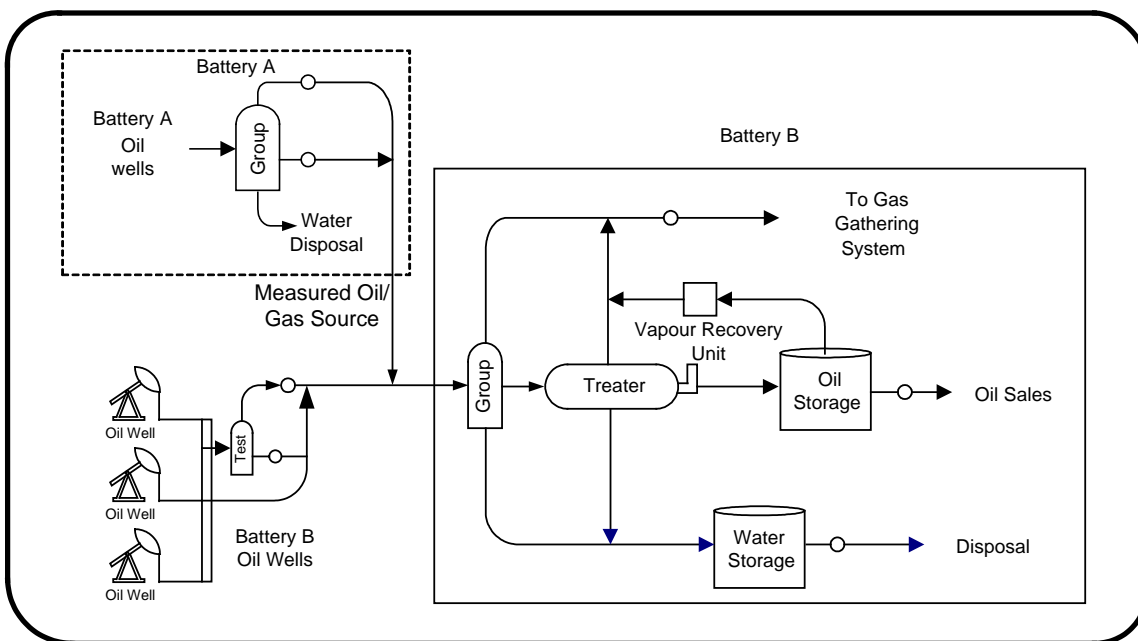 Battery A
Battery A
Oil
wells
Group
Water
Disposal
Measured Oil/
Gas Source
Battery B
To Gas
Gathering
System
Vapour Recovery
Unit
Group
Treater
Oil
Storage
Oil Sales
Oil Well
Test
Oil Well
Oil Well
Battery B
Oil Wells
Water
Storage
Disposal